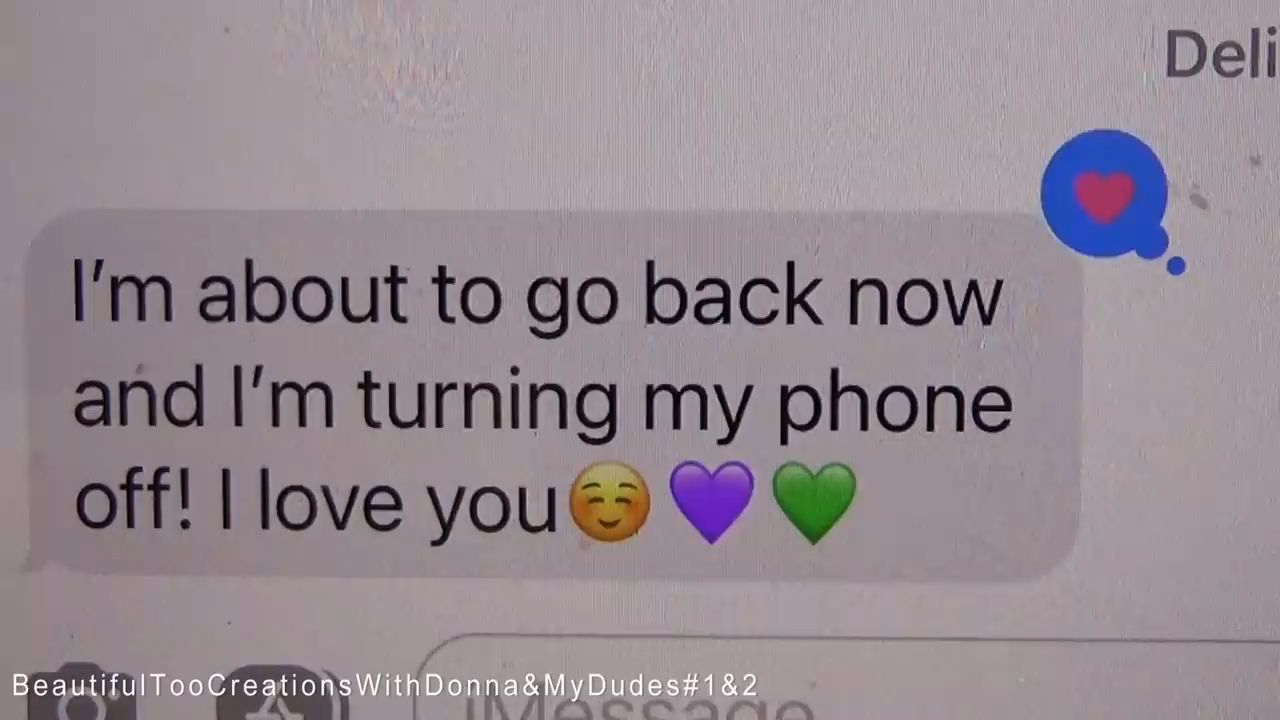 Deli
I'm about to go back now
and I'm turning my phone
off! I love you☺️ 💜 💚
iMessage
BeautifulTooCreationsWithDonna&MyDudes#1&2